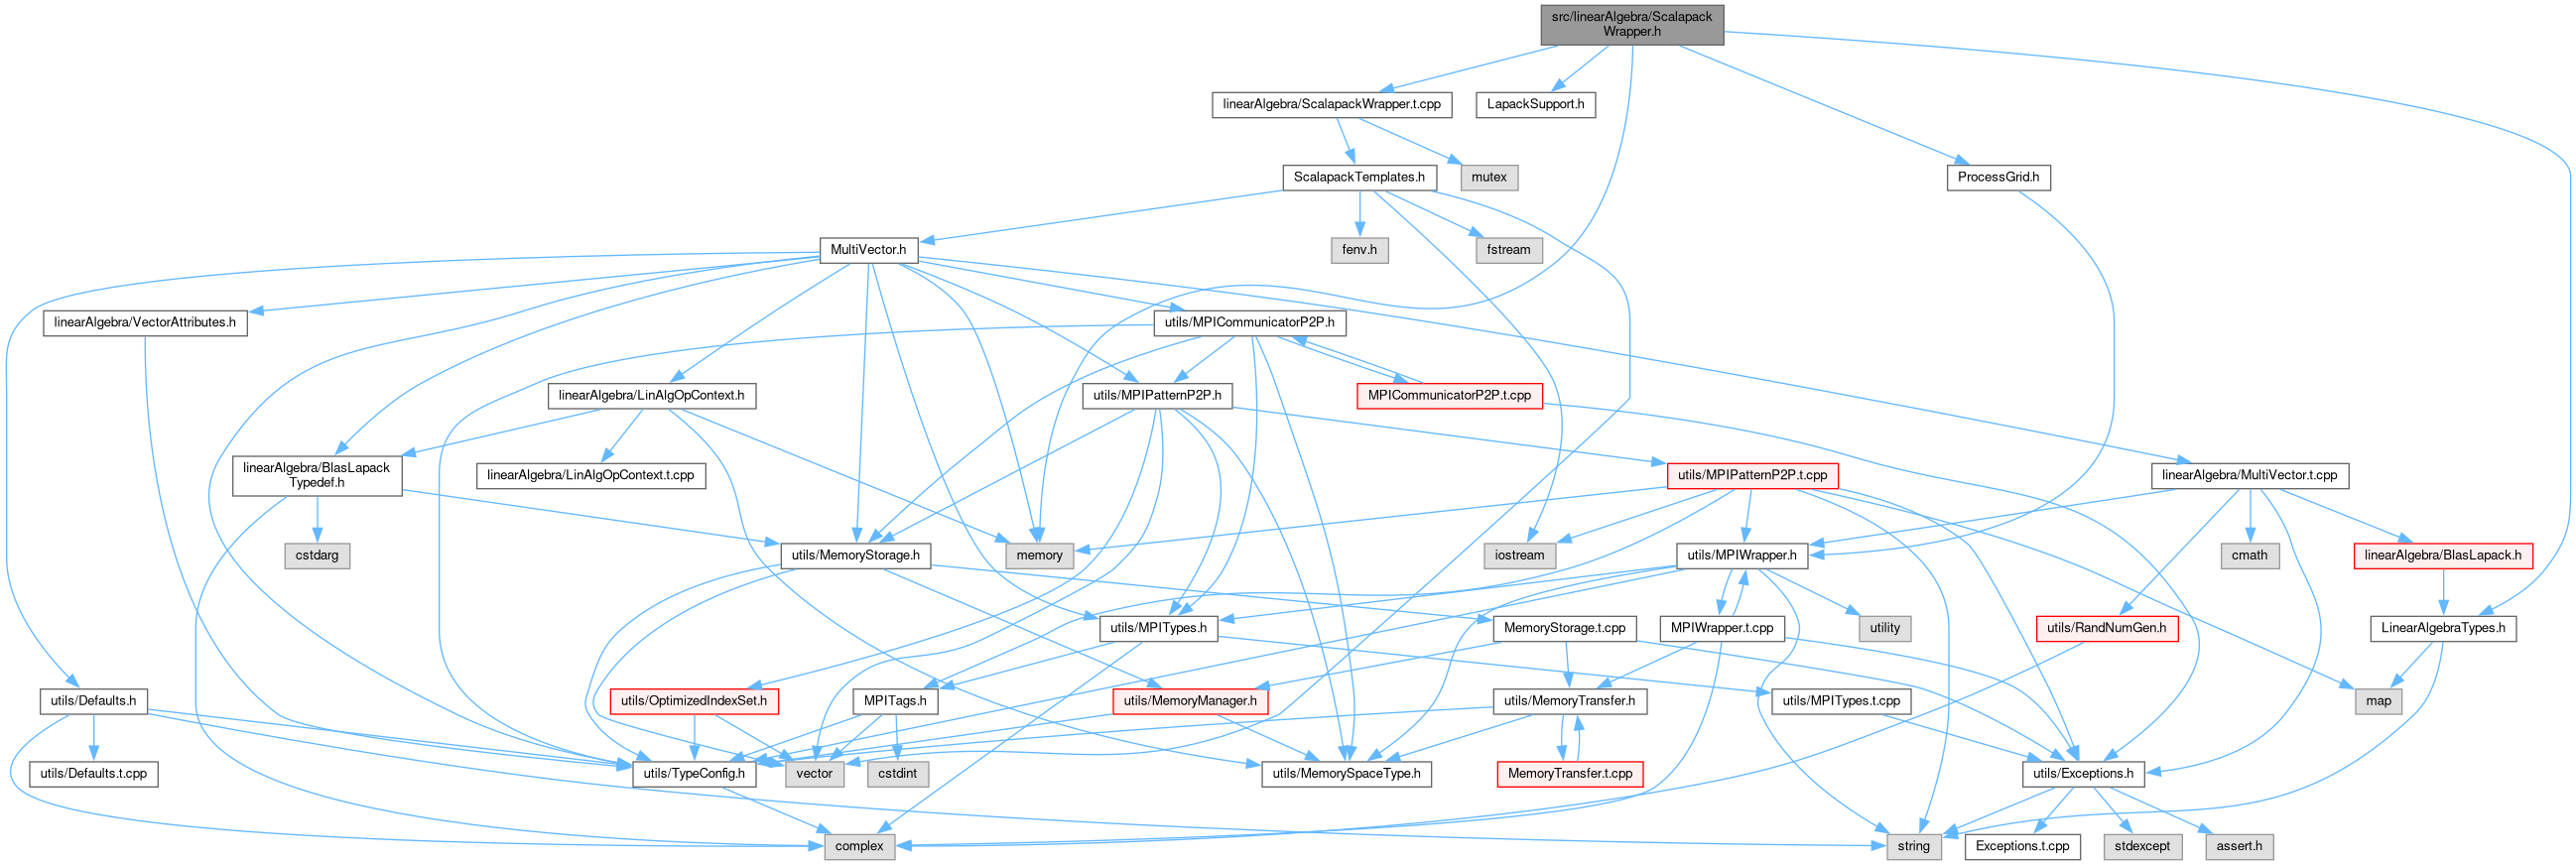 src/linearAlgebra/Scalapack
Wrapper.h
linearAlgebra/ScalapackWrapper.t.cpp
LapackSupport.h
ScalapackTemplates.h
mutex
ProcessGrid.h
MultiVector.h
fenv.h
fstream
linearAlgebra/VectorAttributes.h
utils/MPICommunicatorP2P.h
linearAlgebra/LinAlgOpContext.h
utils/MPIPatternP2P.h
MPICommunicatorP2P.t.cpp
linearAlgebra/BlasLapack
Typedef.h
linearAlgebra/LinAlgOpContext.t.cpp
utils/MPIPatternP2P.t.cpp
linearAlgebra/MultiVector.t.cpp
cstdarg
utils/MemoryStorage.h
memory
iostream
utils/MPIWrapper.h
cmath
linearAlgebra/BlasLapack.h
utils/MPITypes.h
MemoryStorage.t.cpp
MPIWrapper.t.cpp
utility
utils/RandNumGen.h
LinearAlgebraTypes.h
utils/Defaults.h
utils/OptimizedIndexSet.h
MPITags.h
utils/MemoryManager.h
utils/MemoryTransfer.h
utils/MPITypes.t.cpp
map
utils/Defaults.t.cpp
utils/TypeConfig.h
vector
cstdint
utils/MemorySpaceType.h
MemoryTransfer.t.cpp
utils/Exceptions.h
complex
string
Exceptions.t.cpp
stdexcept
assert.h